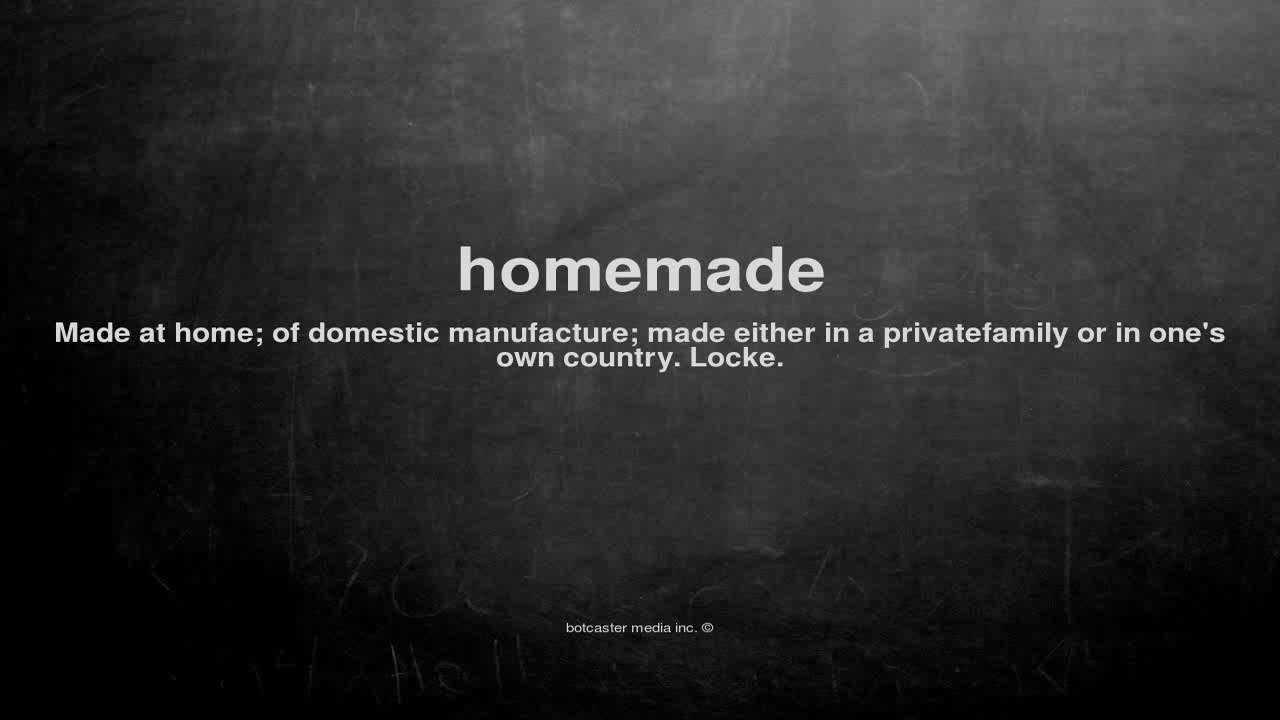 homemade
Made at home; of domestic manufacture; made either in a privatefamily or in one's
own country. Locke.
botcaster media inc. ©